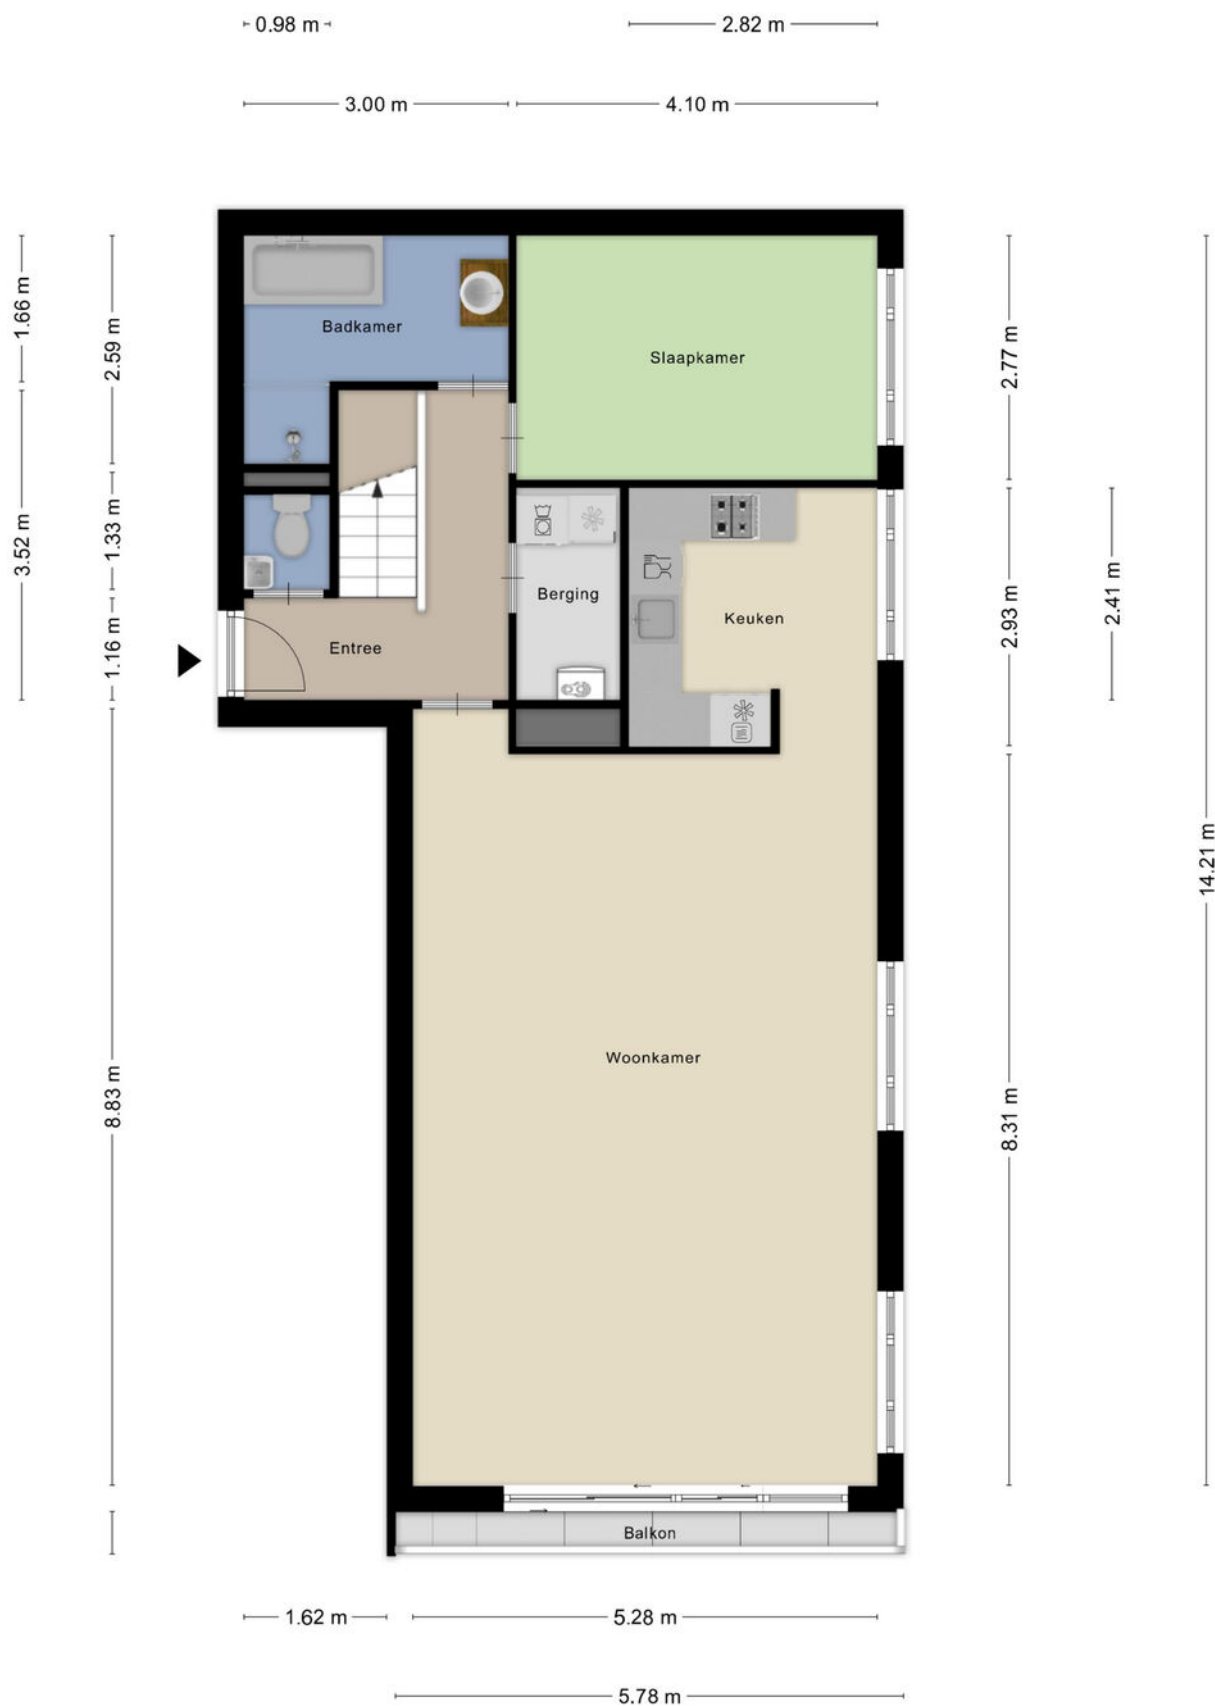 0.98 m
2.82 m
3.00 m
4.10 m
1.66 m
2.59 m
2.77 m
14.21 m
Badkamer
Slaapkamer
3.52 m
1.33 m
2.93 m
2.41 m
Berging
Keuken
1.16 m
Entree
8.83 m
Woonkamer
8.31 m
Balkon
1.62 m
5.28 m
5.78 m